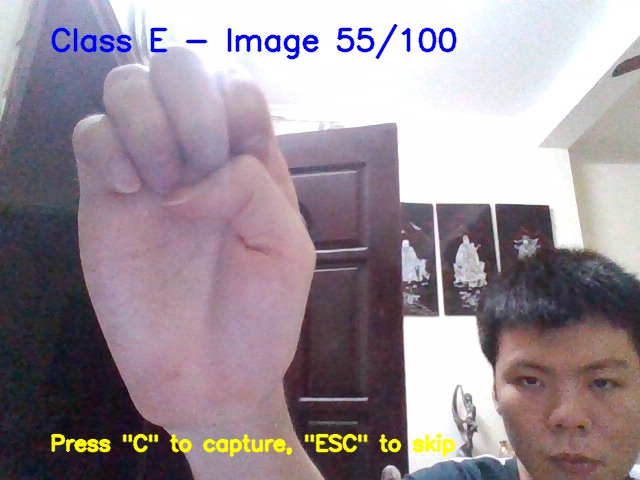 Class E - Image 55/100
Press "C" to capture, "ESC" to skip